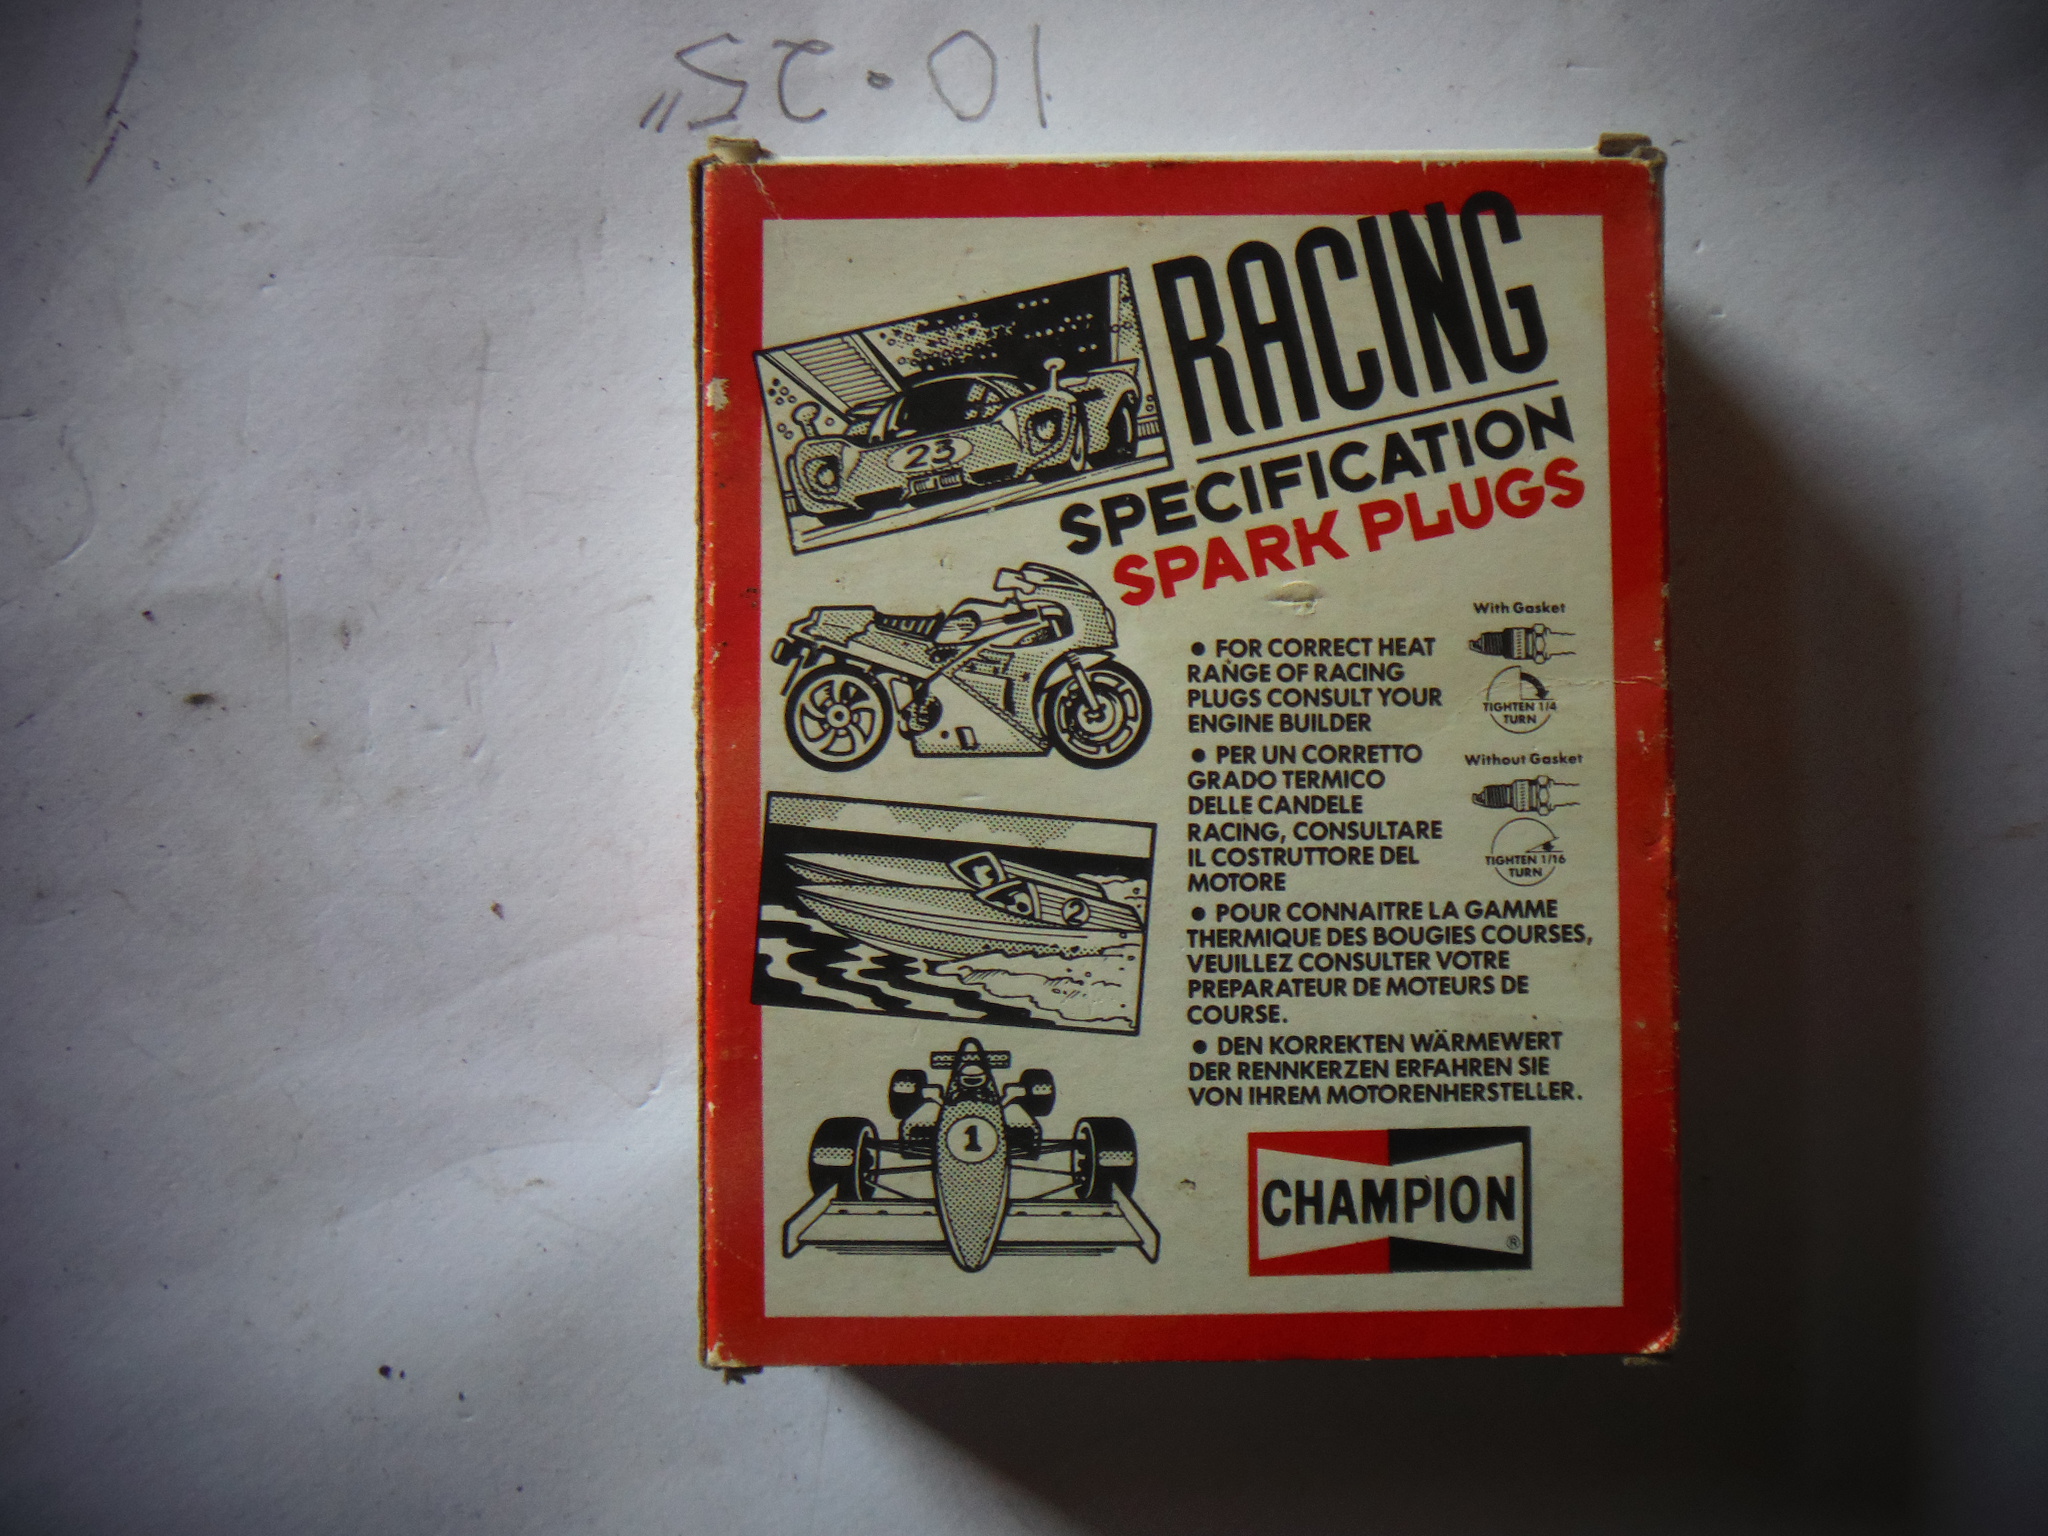 10.25"
RACING
SPECIFICATION
SPARK PLUGS
23
With Gasket
TIGHTEN 1/4
TURN
Without Gasket
TIGHTEN 1/16
TURN
• FOR CORRECT HEAT
RANGE OF RACING
PLUGS CONSULT YOUR
ENGINE BUILDER
• PER UN CORRETTO
GRADO TERMICO
DELLE CANDELE
RACING, CONSULTARE
IL COSTRUTTORE DEL
MOTORE
• POUR CONNAITRE LA GAMME
THERMIQUE DES BOUGIES COURSES,
VEUILLEZ CONSULTER VOTRE
PREPARATEUR DE MOTEURS DE
COURSE.
• DEN KORREKTEN WÄRMEWERT
DER RENNKERZEN ERFAHREN SIE
VON IHREM MOTORENHERSTELLER.
2
1
CHAMPION
®